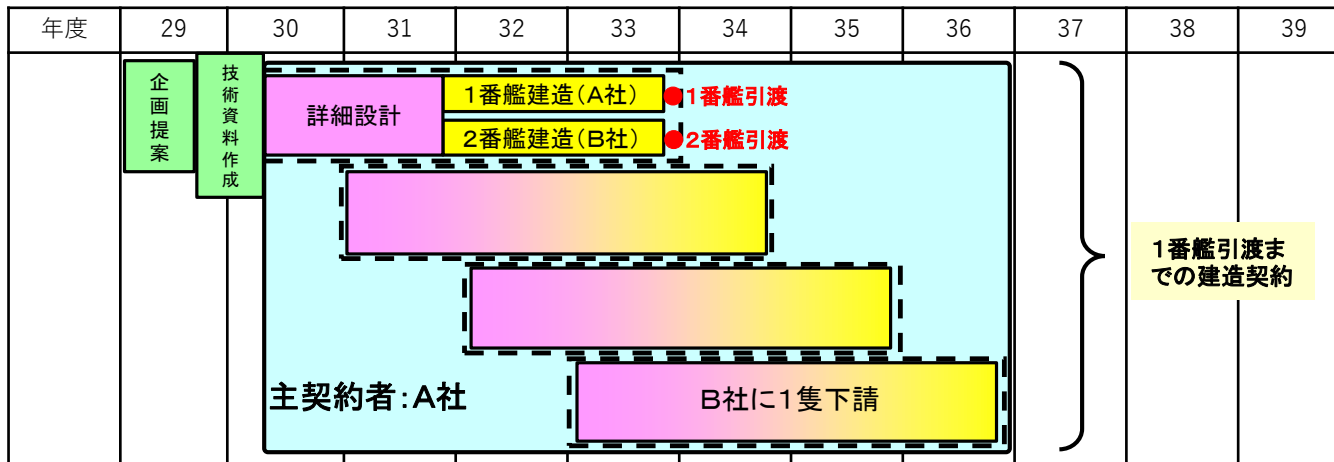 年度 29 30 31 32 33 34 35 36 37 38 39
企画提案
技術資料作成
詳細設計
1番艦建造(A社)
●1番艦引渡
2番艦建造(B社)
●2番艦引渡
1番艦引渡ま
での建造契約
主契約者:A社
B社に1隻下請